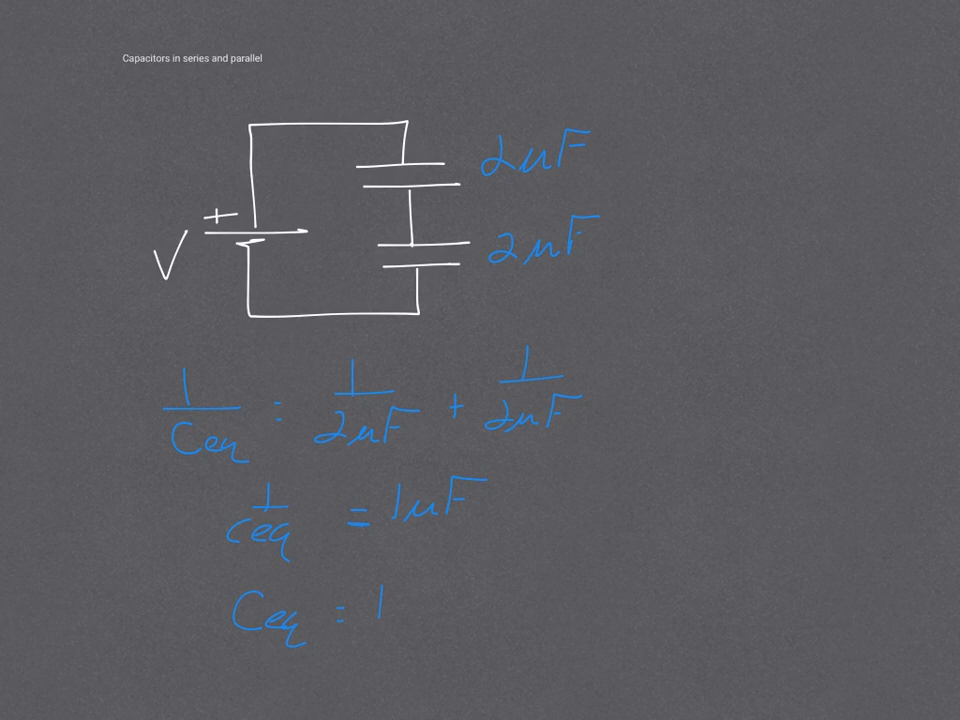 Capacitors in series and parallel
2uF
+
V
2uF
1/Ceq = 1/2uF + 1/2uF
1/Ceq = 1uF
Ceq = 1